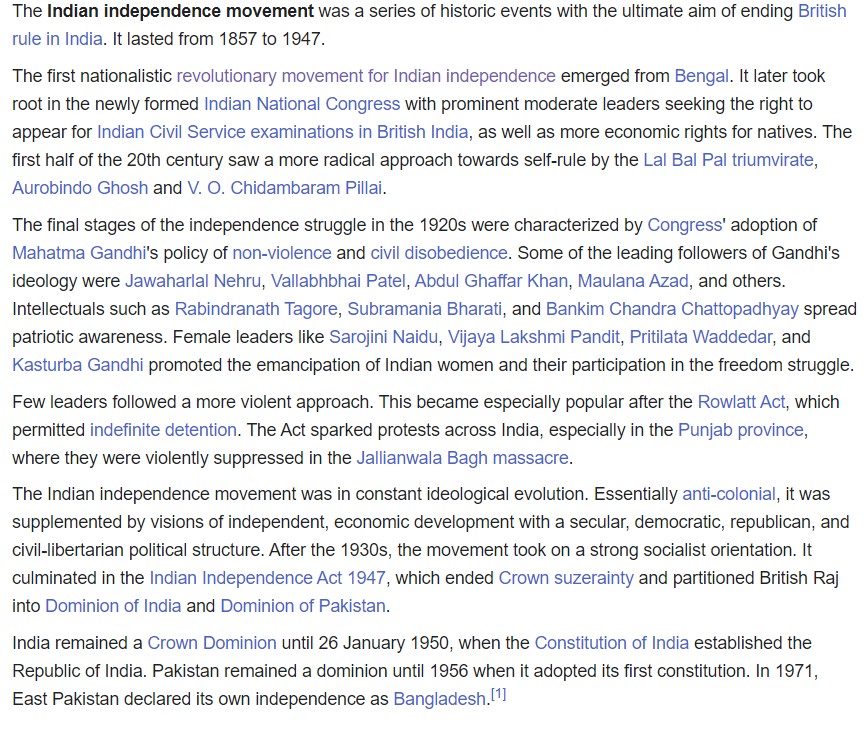 The Indian independence movement was a series of historic events with the ultimate aim of ending British
rule in India. It lasted from 1857 to 1947.
The first nationalistic revolutionary movement for Indian independence emerged from Bengal. It later took
root in the newly formed Indian National Congress with prominent moderate leaders seeking the right to
appear for Indian Civil Service examinations in British India, as well as more economic rights for natives. The
first half of the 20th century saw a more radical approach towards self-rule by the Lal Bal Pal triumvirate,
Aurobindo Ghosh and V. O. Chidambaram Pillai.
The final stages of the independence struggle in the 1920s were characterized by Congress' adoption of
Mahatma Gandhi's policy of non-violence and civil disobedience. Some of the leading followers of Gandhi's
ideology were Jawaharlal Nehru, Vallabhbhai Patel, Abdul Ghaffar Khan, Maulana Azad, and others.
Intellectuals such as Rabindranath Tagore, Subramania Bharati, and Bankim Chandra Chattopadhyay spread
patriotic awareness. Female leaders like Sarojini Naidu, Vijaya Lakshmi Pandit, Pritilata Waddedar, and
Kasturba Gandhi promoted the emancipation of Indian women and their participation in the freedom struggle.
Few leaders followed a more violent approach. This became especially popular after the Rowlatt Act, which
permitted indefinite detention. The Act sparked protests across India, especially in the Punjab province,
where they were violently suppressed in the Jallianwala Bagh massacre.
The Indian independence movement was in constant ideological evolution. Essentially anti-colonial, it was
supplemented by visions of independent, economic development with a secular, democratic, republican, and
civil-libertarian political structure. After the 1930s, the movement took on a strong socialist orientation. It
culminated in the Indian Independence Act 1947, which ended Crown suzerainty and partitioned British Raj
into Dominion of India and Dominion of Pakistan.
India remained a Crown Dominion until 26 January 1950, when the Constitution of India established the
Republic of India. Pakistan remained a dominion until 1956 when it adopted its first constitution. In 1971,
East Pakistan declared its own independence as Bangladesh.[1]